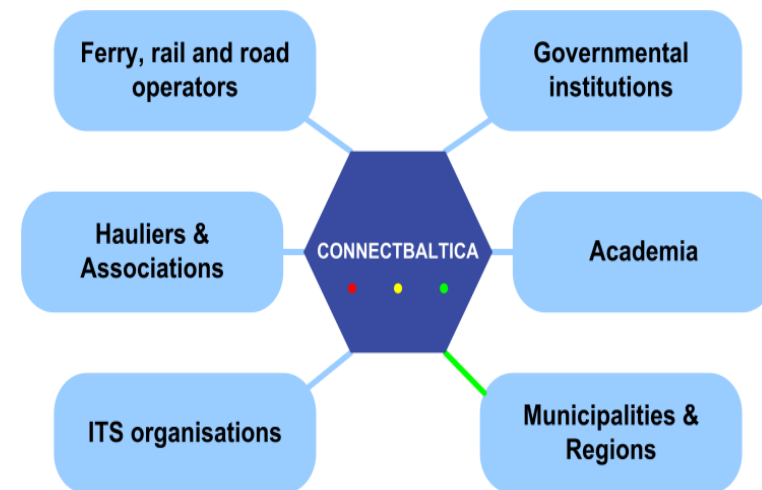 Ferry, rail and road
operators
Governmental
institutions
Hauliers &
Associations
CONNECTBALTICA
Academia
ITS organisations
Municipalities &
Regions